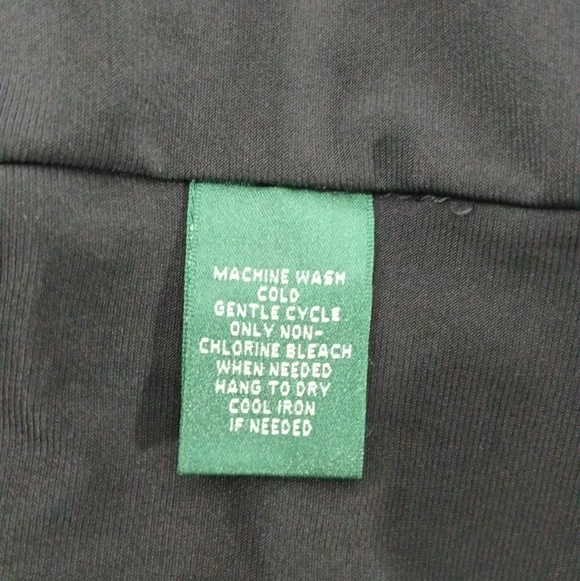 MACHINE WASH
COLD
GENTLE CYCLE
ONLY NON-
CHLORINE BLEACH
WHEN NEEDED
HANG TO DRY
COOL IRON
IF NEEDED